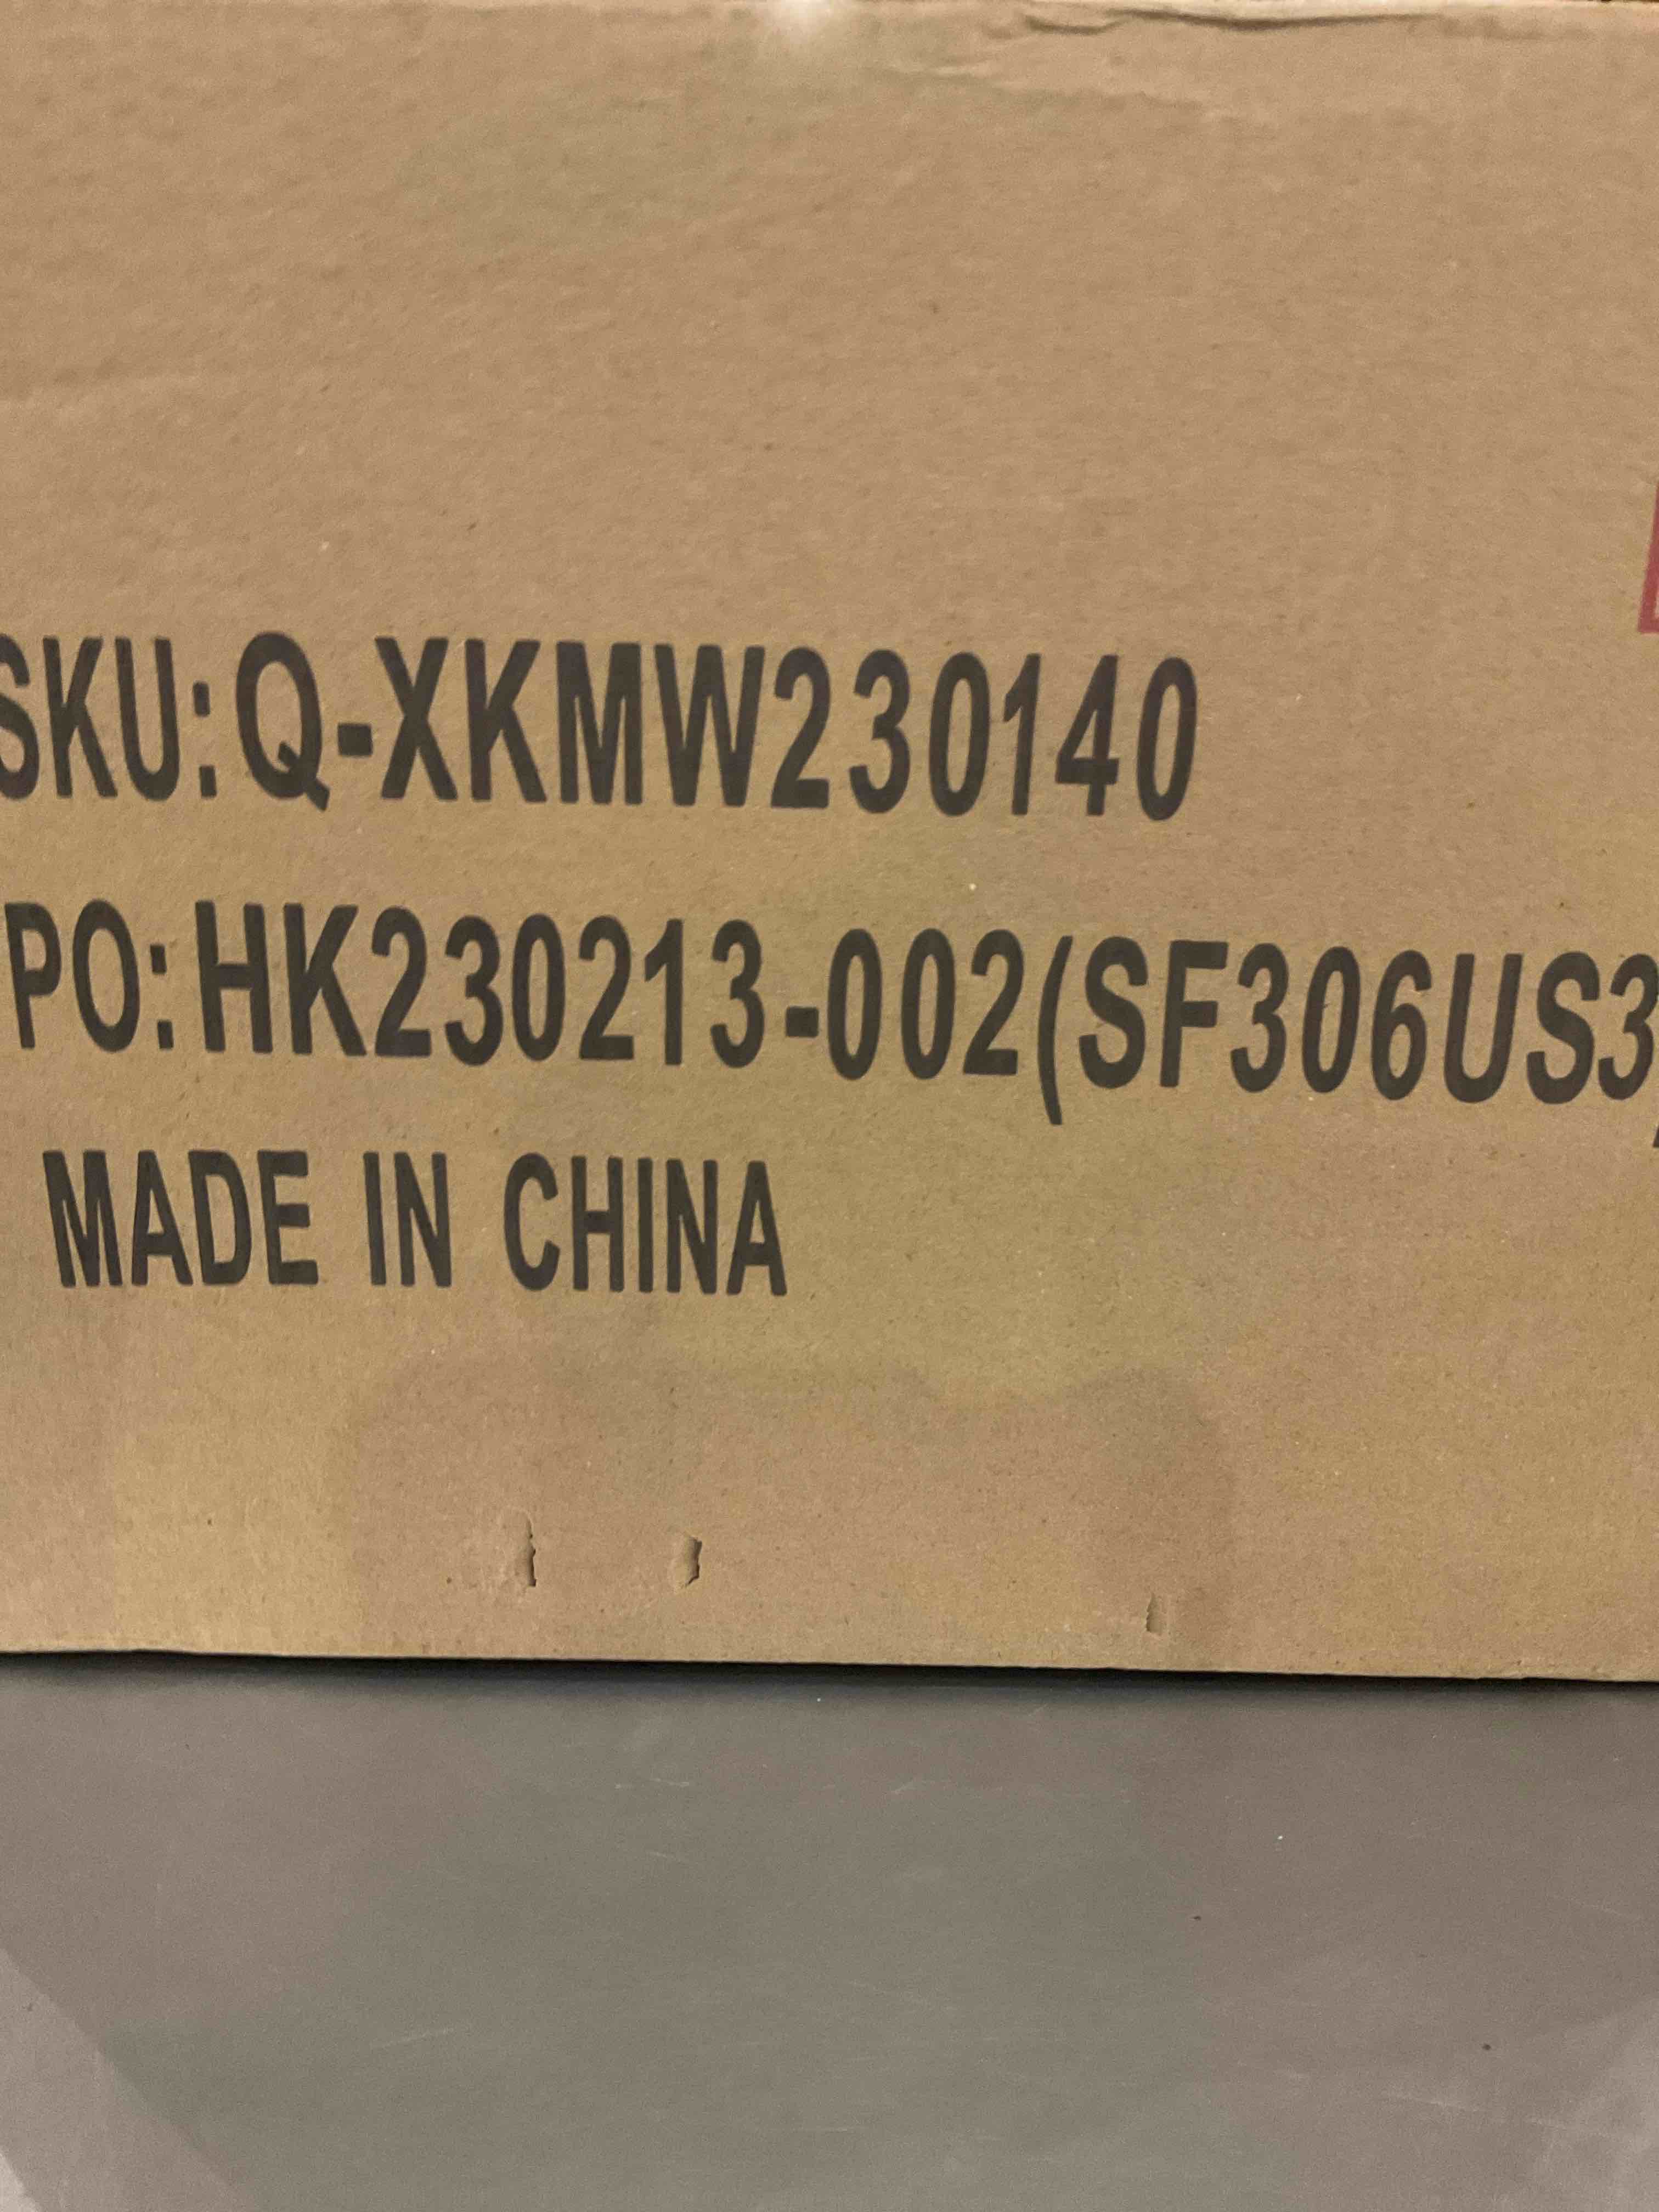 SKU:Q-XKMW230140
PO:HK230213-002(SF306US3)
MADE IN CHINA